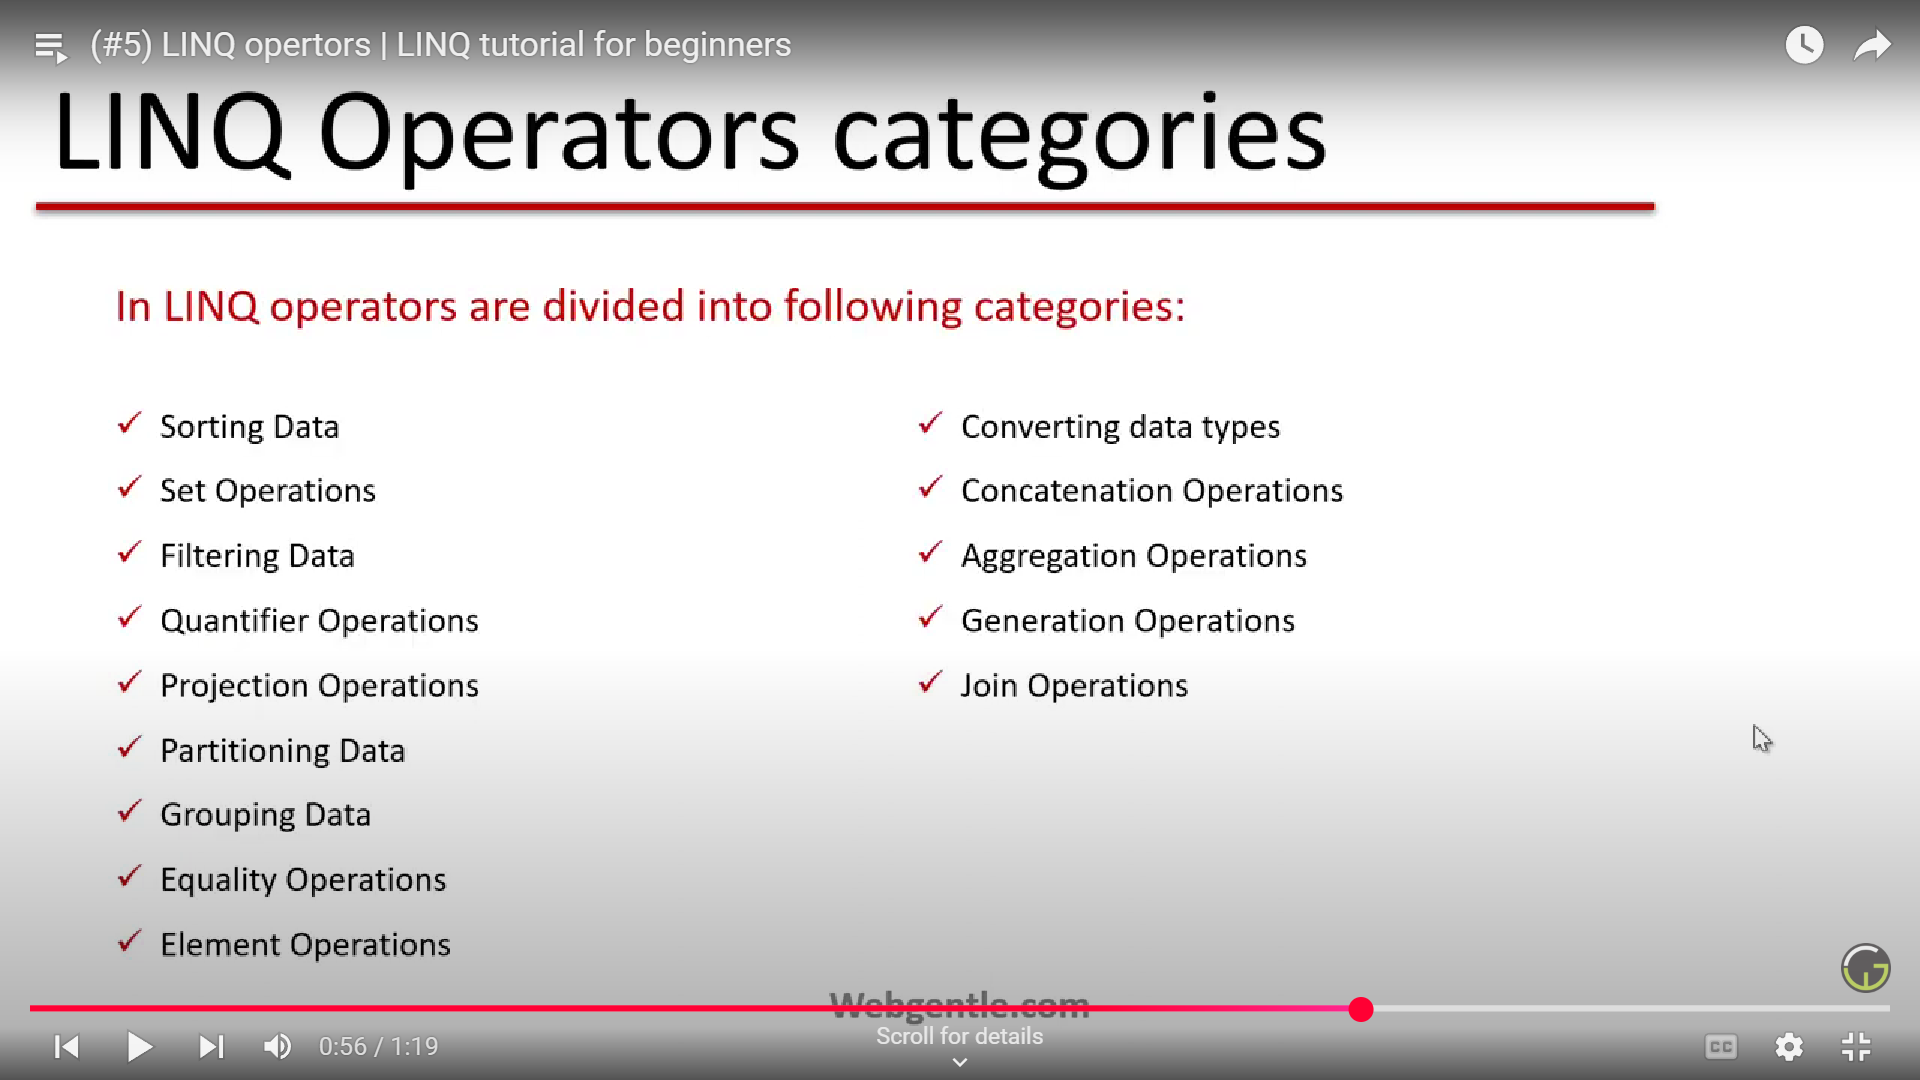 (#5) LINQ opertors | LINQ tutorial for beginners
LINQ Operators categories
In LINQ operators are divided into following categories:
Sorting Data
Set Operations
Filtering Data
Quantifier Operations
Projection Operations
Partitioning Data
Grouping Data
Equality Operations
Element Operations
Converting data types
Concatenation Operations
Aggregation Operations
Generation Operations
Join Operations
Webgentle.com
Scroll for details
0:56 / 1:19
CC